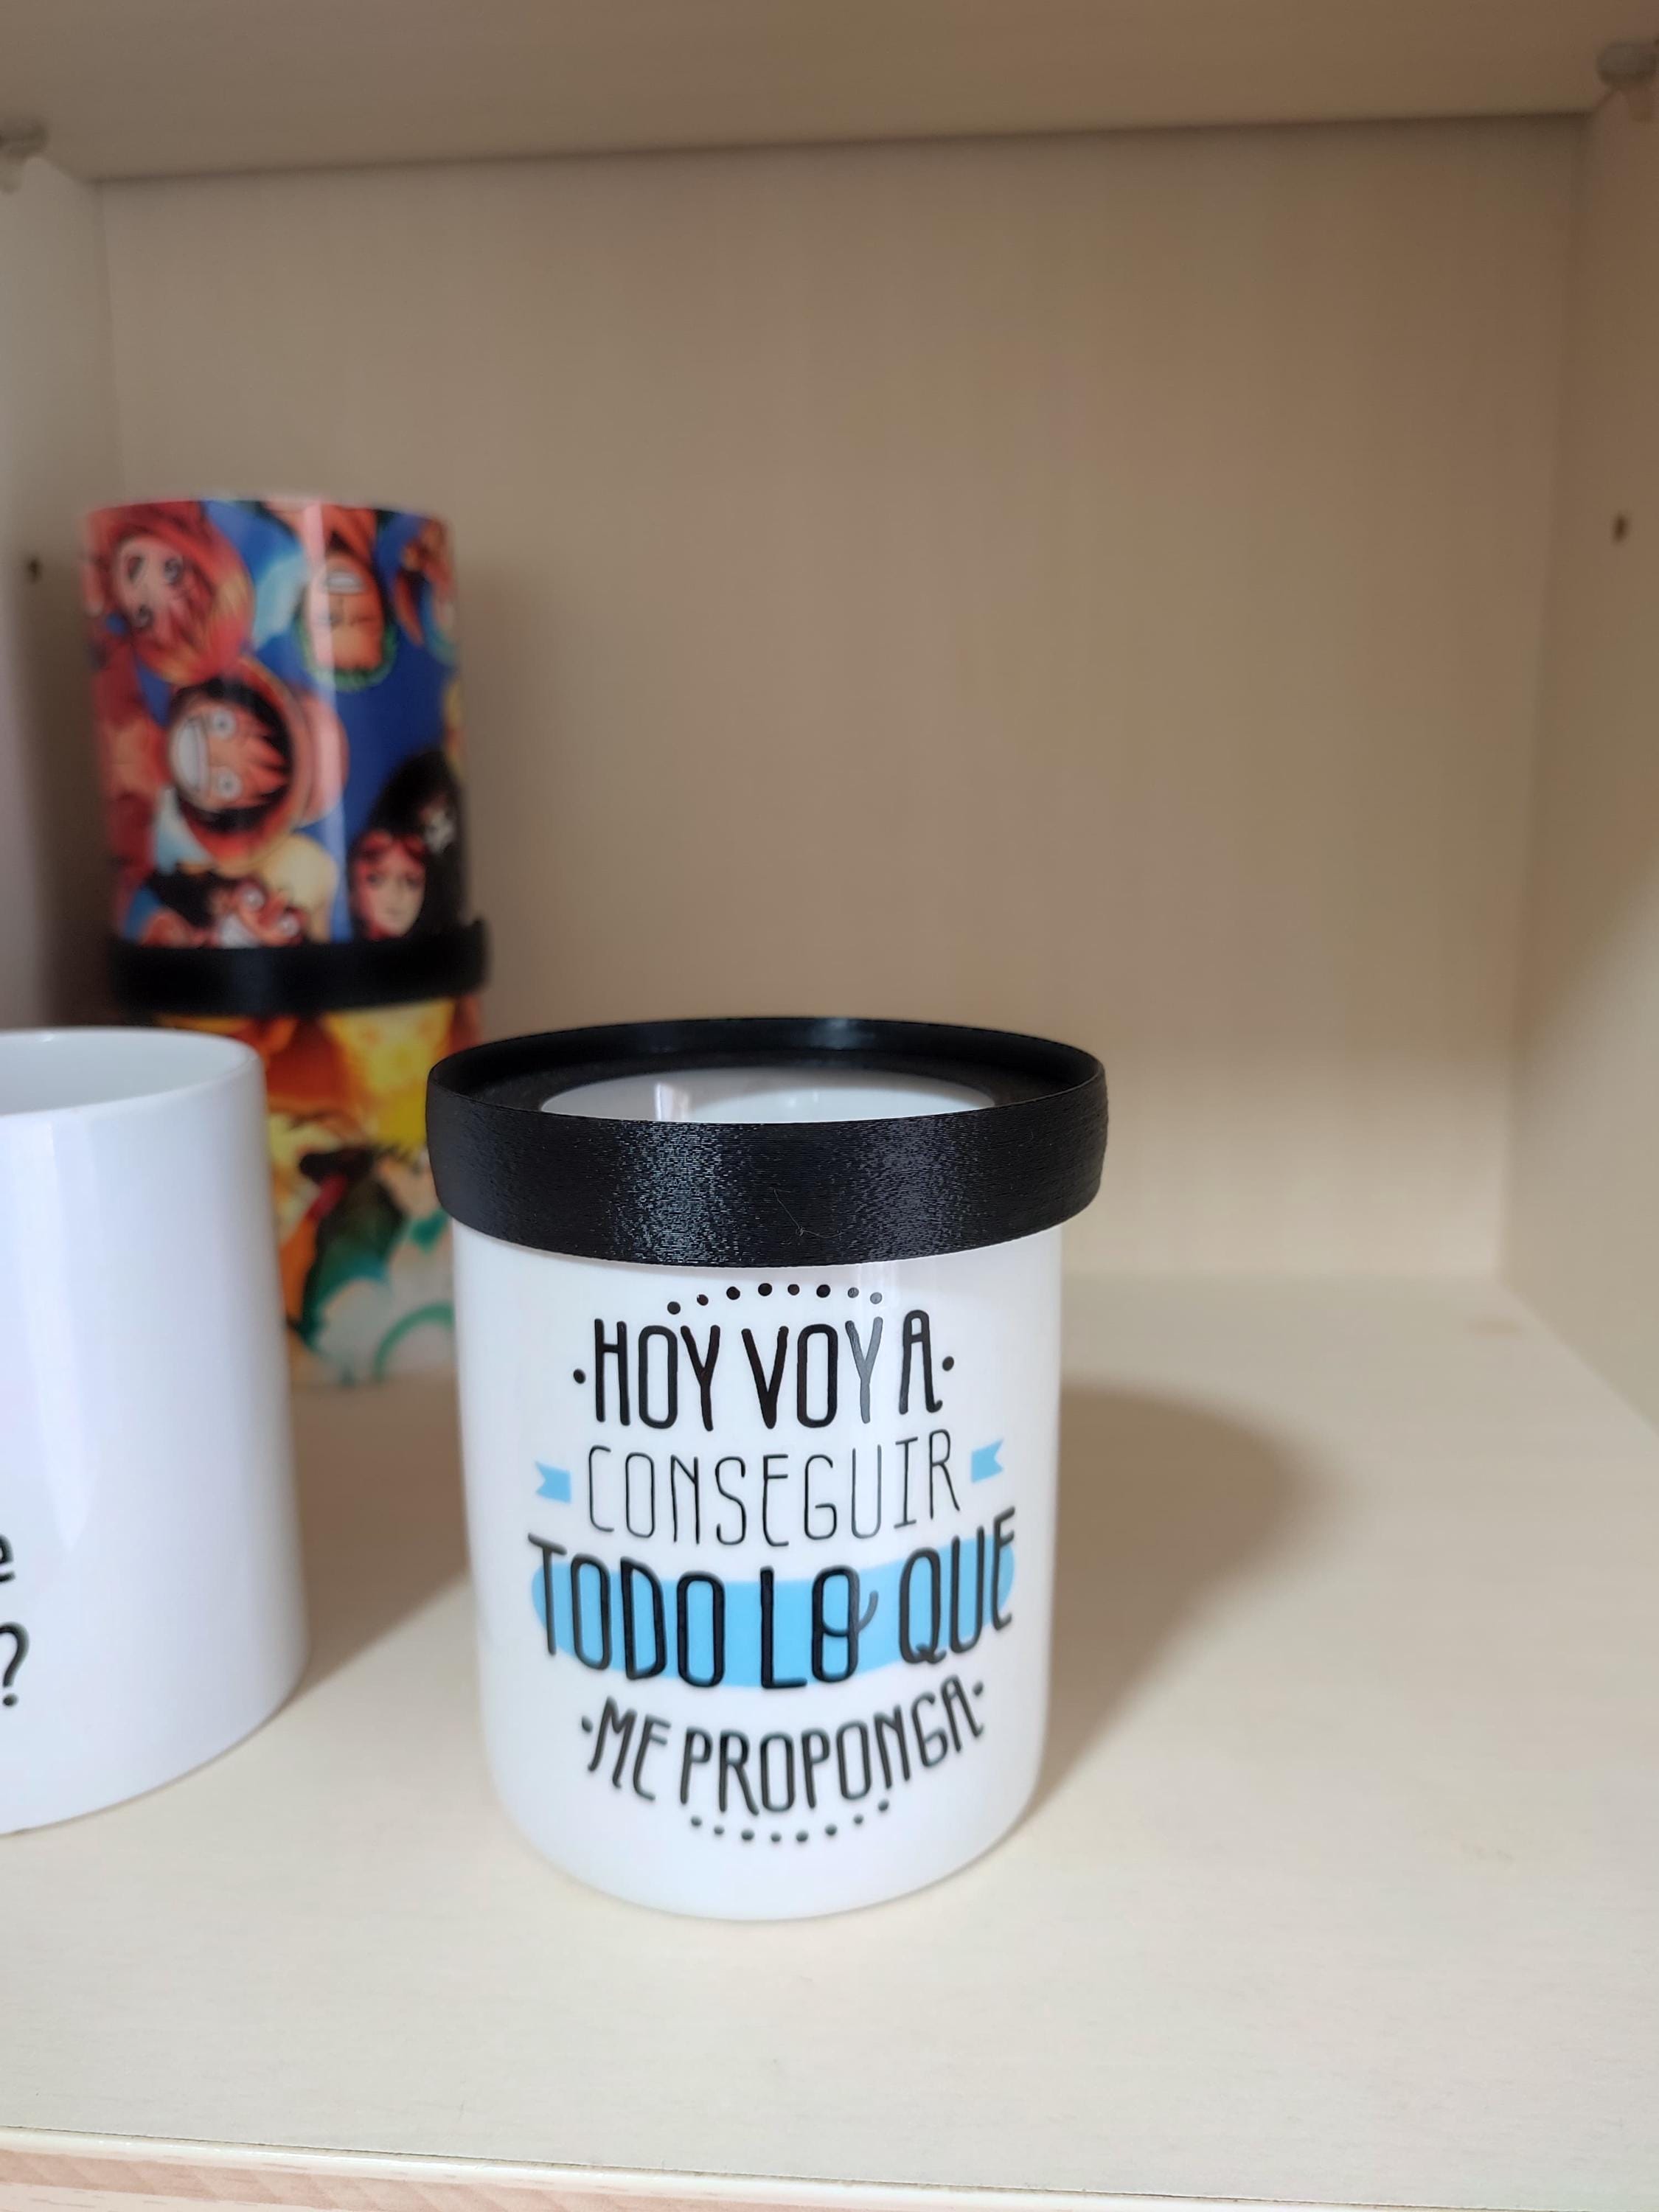 HOY VOY A
CONSEGUIR
TODO LO QUE
ME PROPONGA
e
?